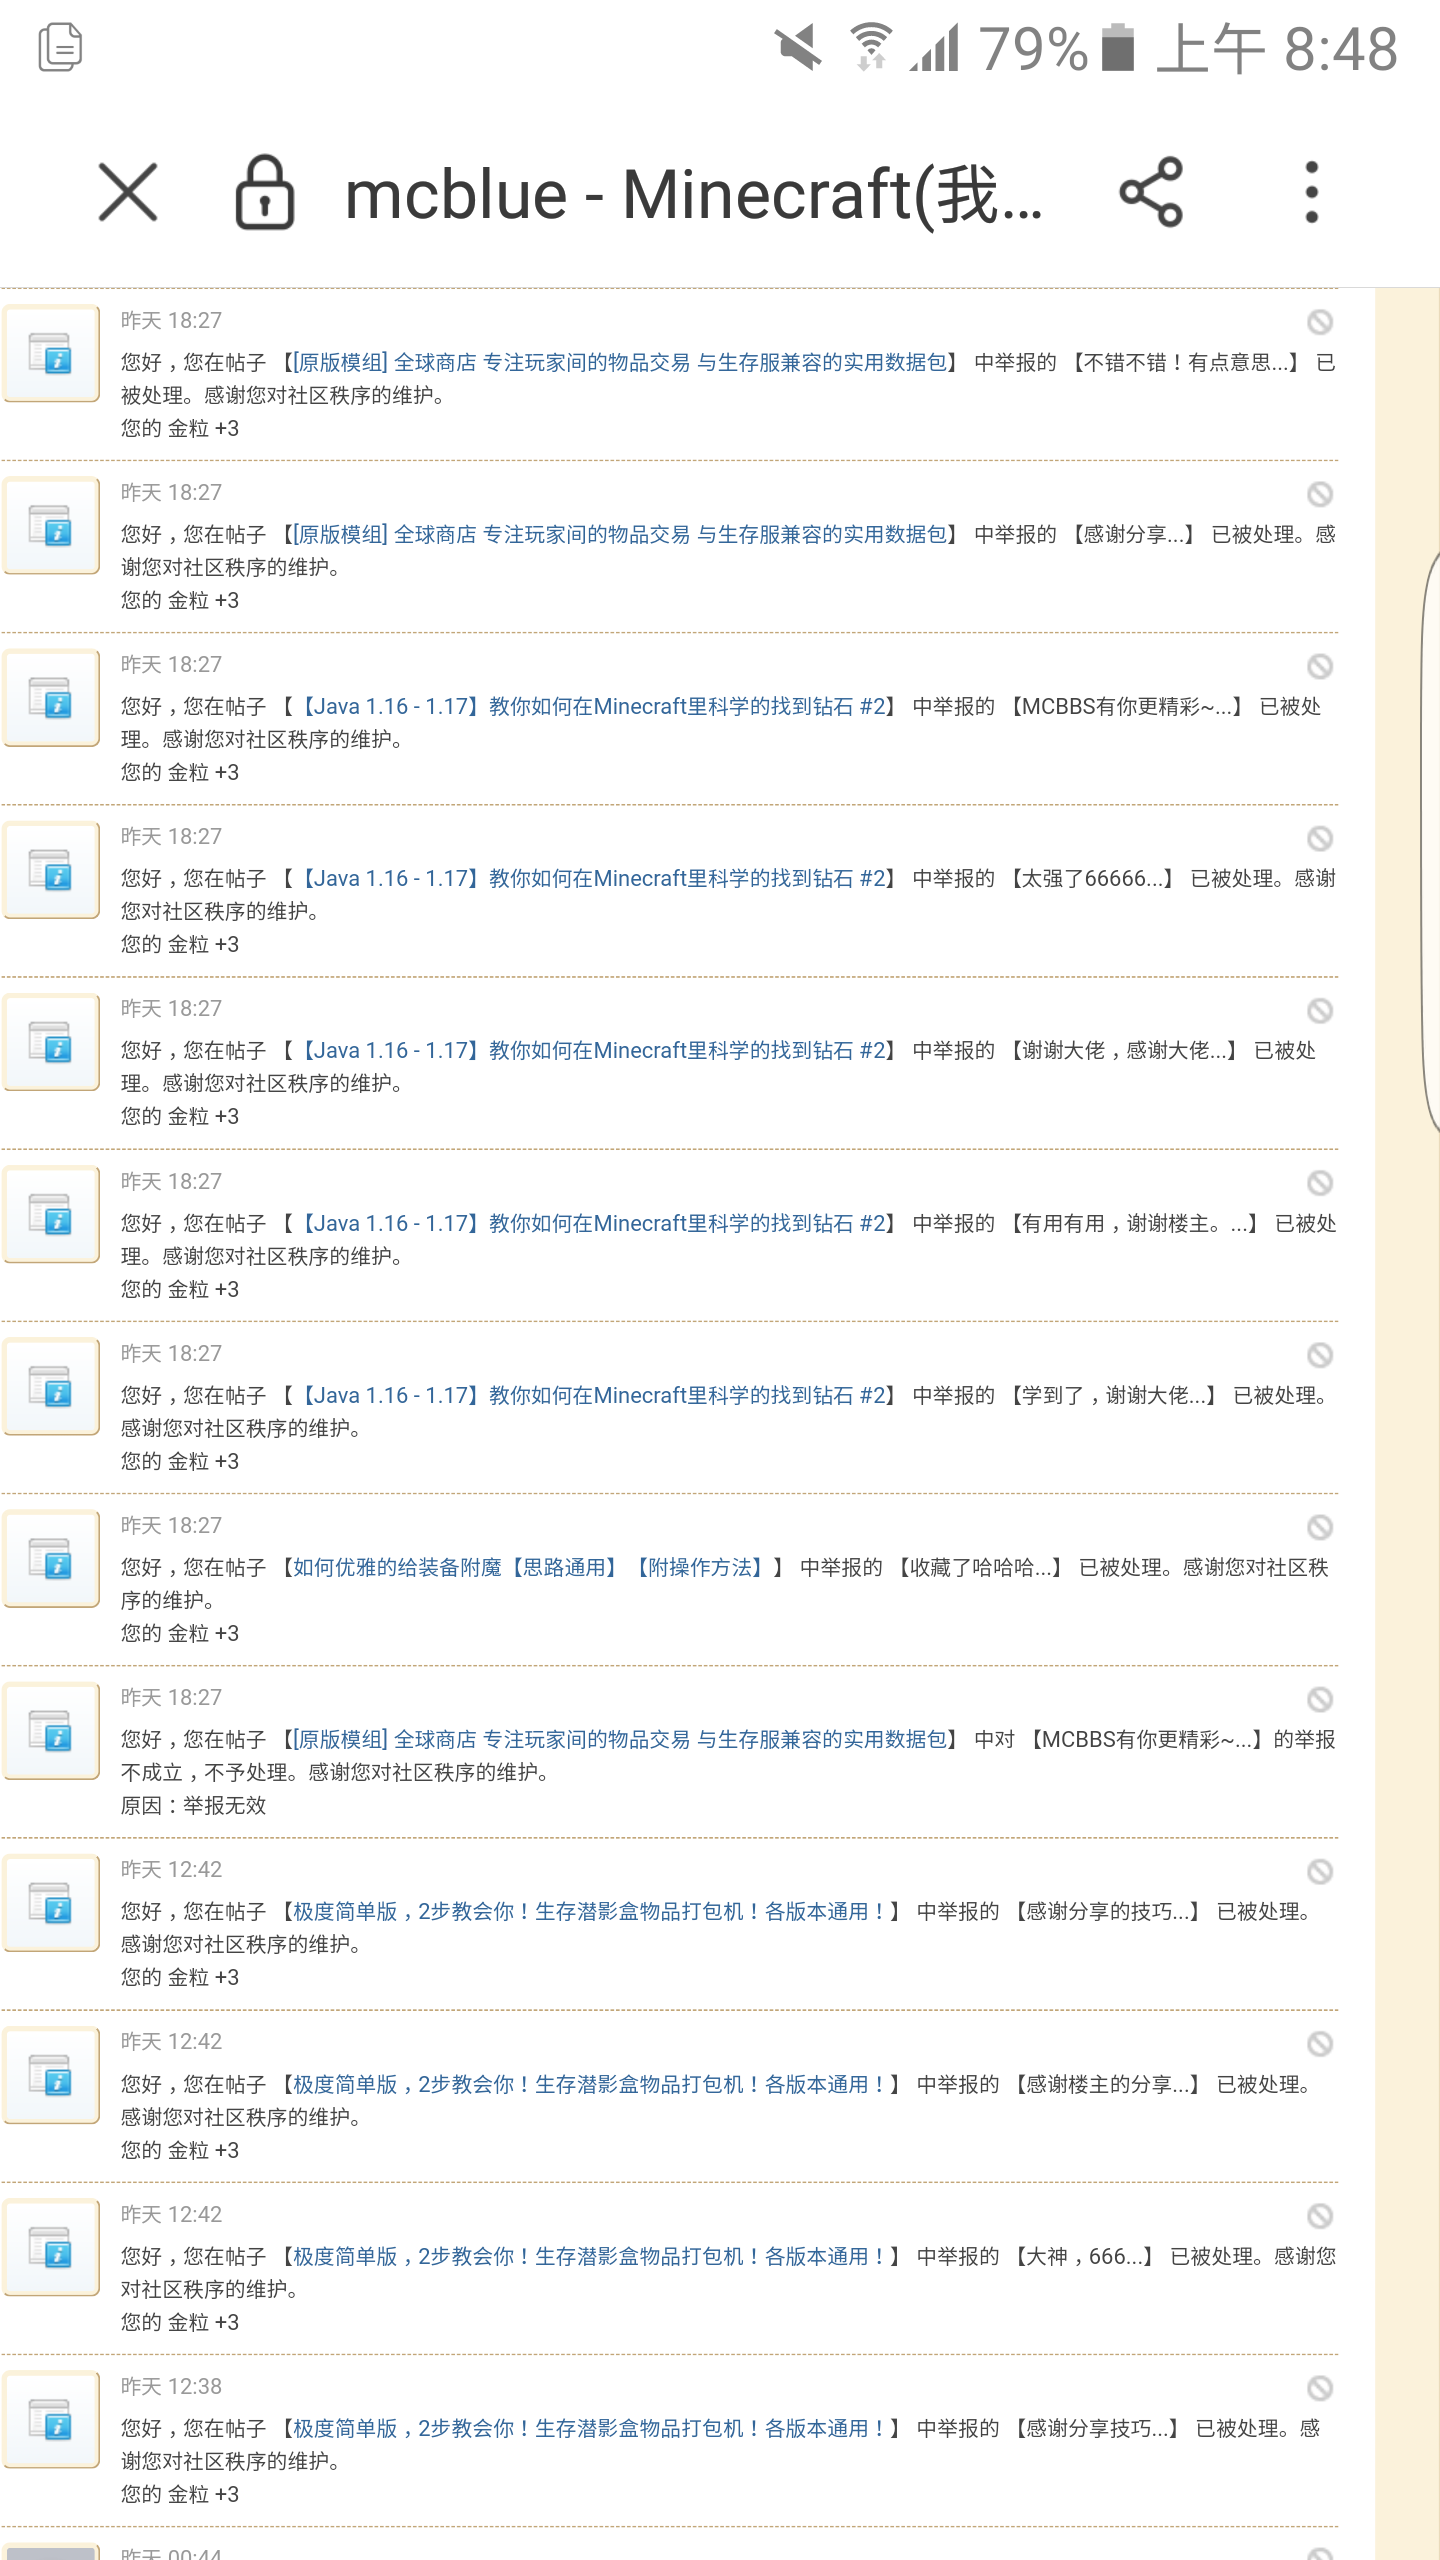 79% 上午 8:48
mcblue - Minecraft(我...
昨天 18:27
您好，您在帖子 【[原版模组] 全球商店 专注玩家间的物品交易 与生存服兼容的实用数据包】 中举报的 【不错不错！有点意思...】 已
被处理。感谢您对社区秩序的维护。
您的 金粒 +3
昨天 18:27
您好，您在帖子 【[原版模组] 全球商店 专注玩家间的物品交易 与生存服兼容的实用数据包】 中举报的 【感谢分享...】 已被处理。感
谢您对社区秩序的维护。
您的 金粒 +3
昨天 18:27
您好，您在帖子 【【Java 1.16 - 1.17】教你如何在Minecraft里科学的找到钻石 #2】 中举报的 【MCBBS有你更精彩~...】 已被处
理。感谢您对社区秩序的维护。
您的 金粒 +3
昨天 18:27
您好，您在帖子 【【Java 1.16 - 1.17】教你如何在Minecraft里科学的找到钻石 #2】 中举报的 【太强了66666...】 已被处理。感谢
您对社区秩序的维护。
您的 金粒 +3
昨天 18:27
您好，您在帖子 【【Java 1.16 - 1.17】教你如何在Minecraft里科学的找到钻石 #2】 中举报的 【谢谢大佬，感谢大佬...】 已被处
理。感谢您对社区秩序的维护。
您的 金粒 +3
昨天 18:27
您好，您在帖子 【【Java 1.16 - 1.17】教你如何在Minecraft里科学的找到钻石 #2】 中举报的 【有用有用，谢谢楼主。...】 已被处
理。感谢您对社区秩序的维护。
您的 金粒 +3
昨天 18:27
您好，您在帖子 【【Java 1.16 - 1.17】教你如何在Minecraft里科学的找到钻石 #2】 中举报的 【学到了，谢谢大佬...】 已被处理。
感谢您对社区秩序的维护。
您的 金粒 +3
昨天 18:27
您好，您在帖子 【如何优雅的给装备附魔【思路通用】【附操作方法】】 中举报的 【收藏了哈哈哈...】 已被处理。感谢您对社区秩
序的维护。
您的 金粒 +3
昨天 18:27
您好，您在帖子 【[原版模组] 全球商店 专注玩家间的物品交易 与生存服兼容的实用数据包】 中对 【MCBBS有你更精彩~...】的举报
不成立，不予处理。感谢您对社区秩序的维护。
原因：举报无效
昨天 12:42
您好，您在帖子 【极度简单版，2步教会你！生存潜影盒物品打包机！各版本通用！】 中举报的 【感谢分享的技巧...】 已被处理。
感谢您对社区秩序的维护。
您的 金粒 +3
昨天 12:42
您好，您在帖子 【极度简单版，2步教会你！生存潜影盒物品打包机！各版本通用！】 中举报的 【感谢楼主的分享...】 已被处理。
感谢您对社区秩序的维护。
您的 金粒 +3
昨天 12:42
您好，您在帖子 【极度简单版，2步教会你！生存潜影盒物品打包机！各版本通用！】 中举报的 【大神，666...】 已被处理。感谢您
对社区秩序的维护。
您的 金粒 +3
昨天 12:38
您好，您在帖子 【极度简单版，2步教会你！生存潜影盒物品打包机！各版本通用！】 中举报的 【感谢分享技巧...】 已被处理。感
谢您对社区秩序的维护。
您的 金粒 +3
昨天 00:44